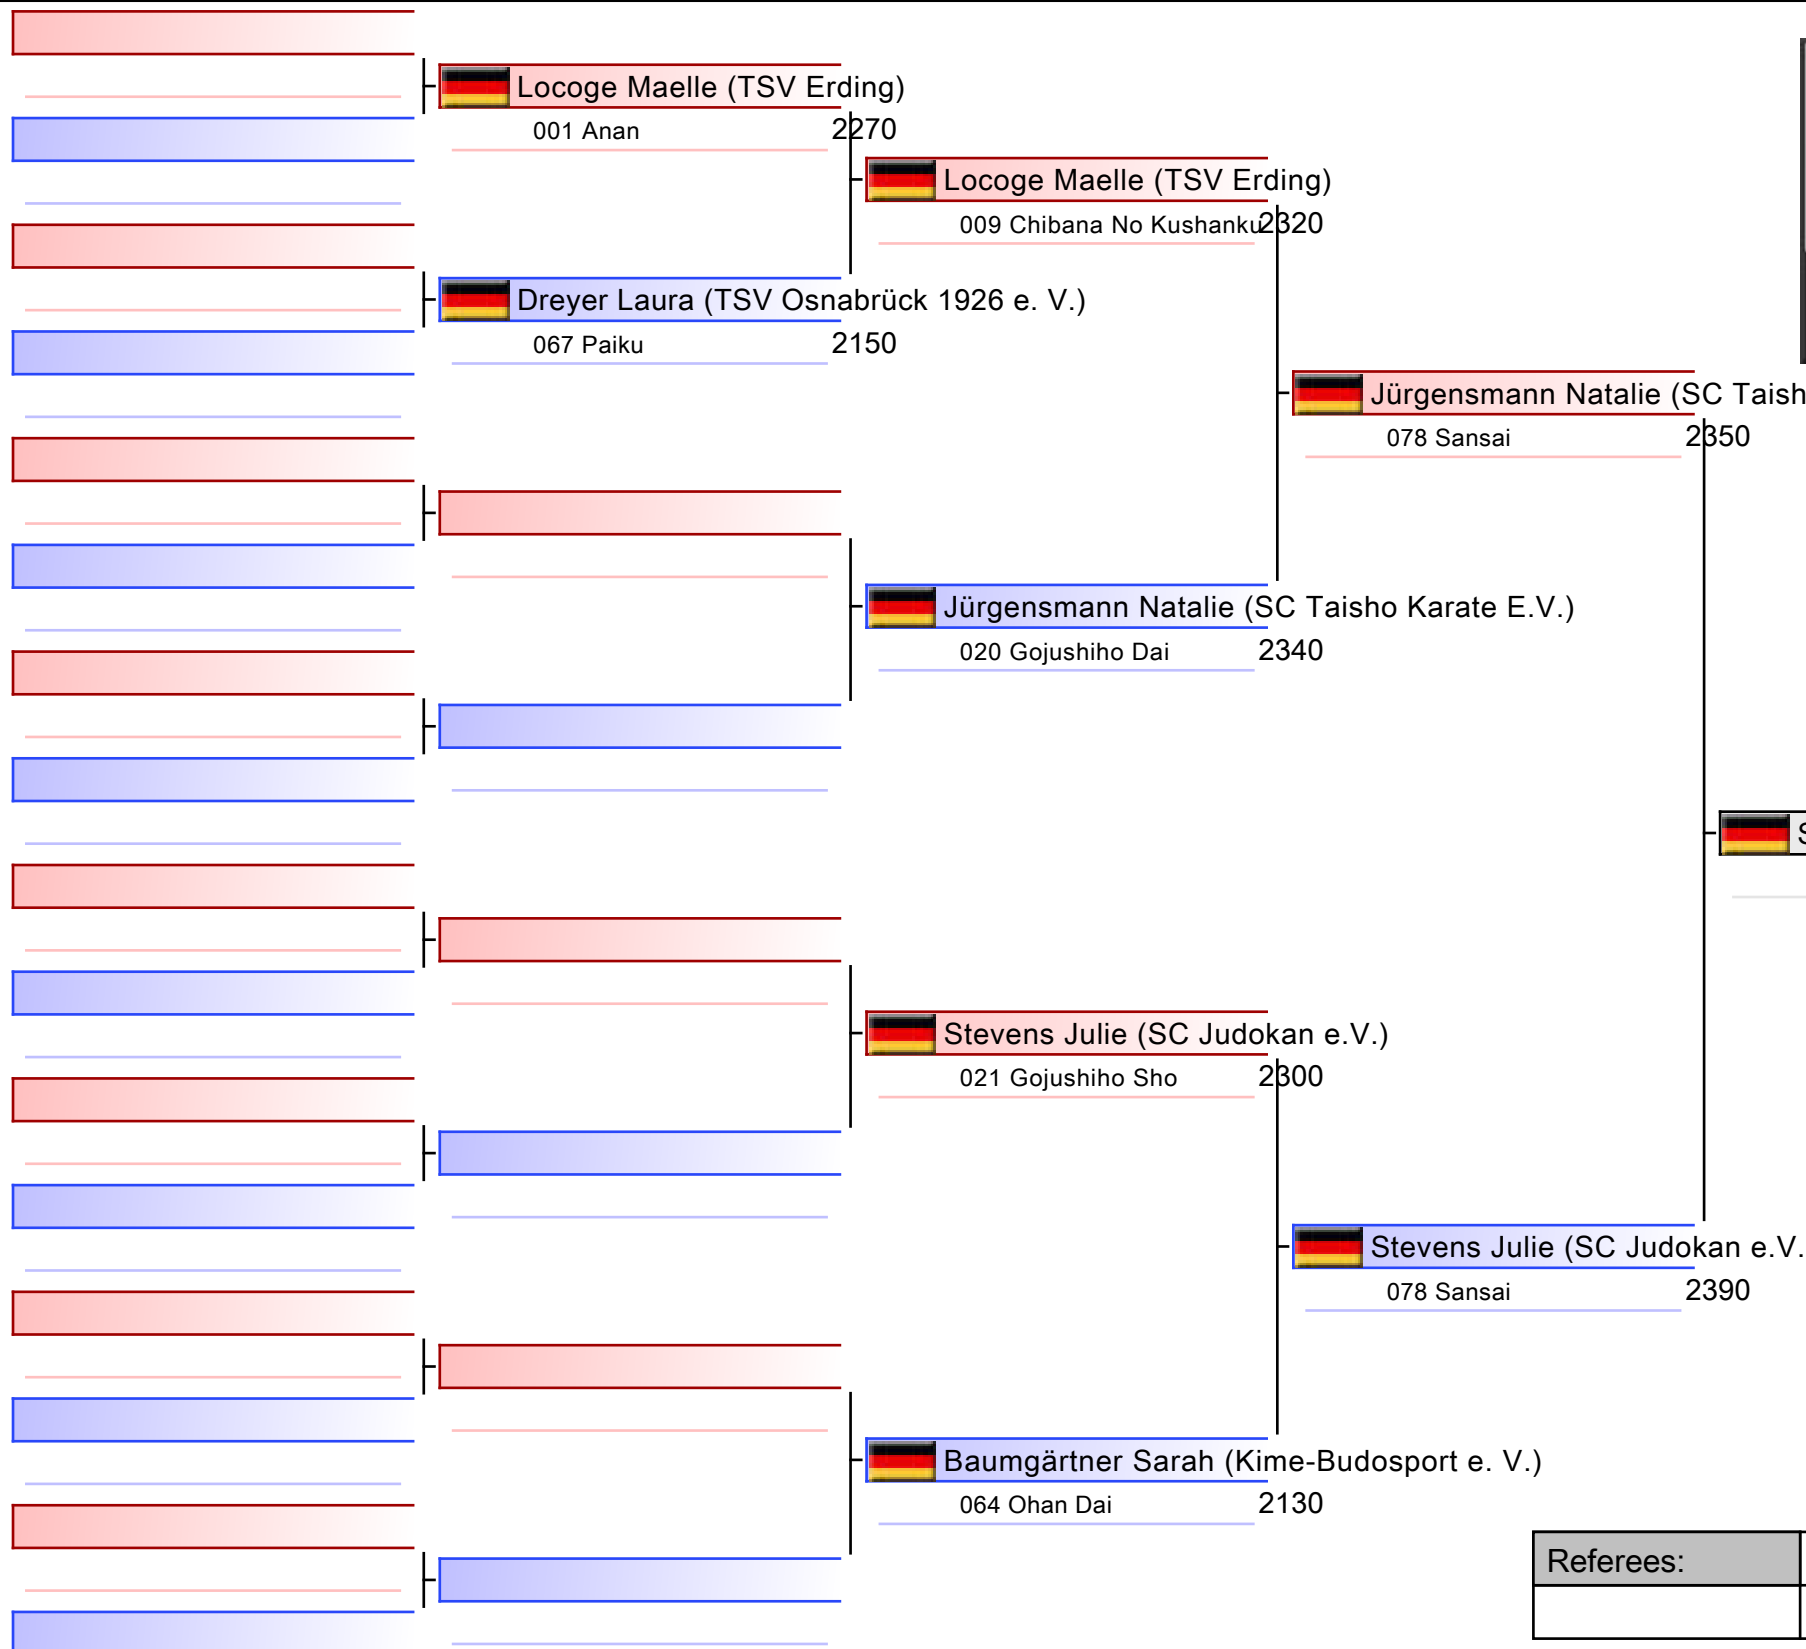 Locoge Maelle (TSV Erding)
001 Anan 2270
Locoge Maelle (TSV Erding)
009 Chibana No Kushanku 2320
Dreyer Laura (TSV Osnabrück 1926 e. V.)
067 Paiku 2150
Jürgensmann Natalie (SC Taish
078 Sansai 2350
Jürgensmann Natalie (SC Taisho Karate E.V.)
020 Gojushiho Dai 2340
S
Stevens Julie (SC Judokan e.V.)
021 Gojushiho Sho 2300
Stevens Julie (SC Judokan e.V.
078 Sansai 2390
Baumgärtner Sarah (Kime-Budosport e. V.)
064 Ohan Dai 2130
Referees: